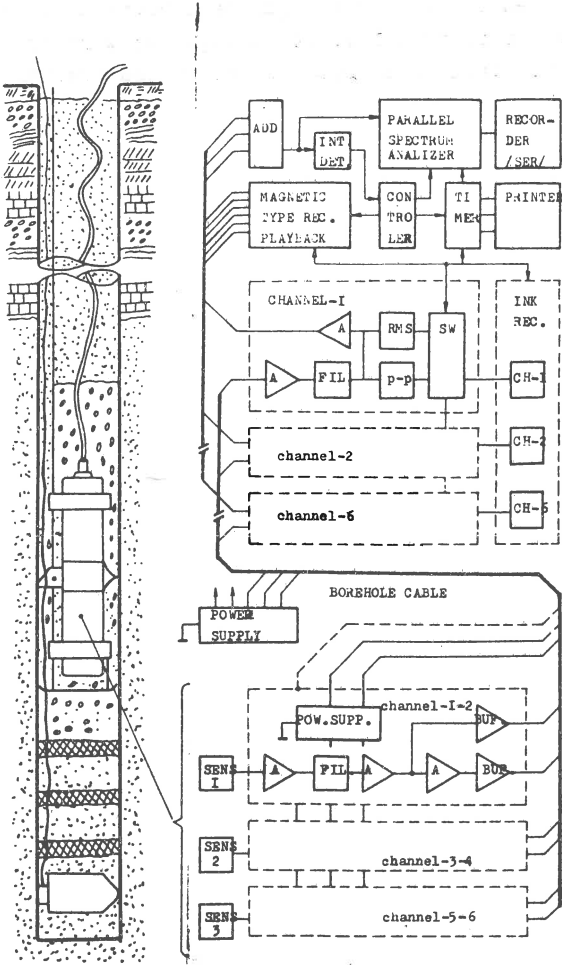 ADD
INT
DET.
PARALLEL
SPECTRUM
ANALIZER
RECOR-
DER
/SER/
MAGNETIC
TYPE REC.
PLAYBACK
CON
TRO
LER
TI
MER
PRINTER
CHANNEL-I
A
RMS
SW
INK
REC.
A
FIL
p-p
CH-1
channel-2
CH-2
channel-6
CH-6
BOREHOLE CABLE
POWER
SUPPLY
channel-I-2
POW.SUPP.
BUF
SENS
1
A
FIL
A
A
BUF
SENS
2
channel-3-4
SENS
3
channel-5-6